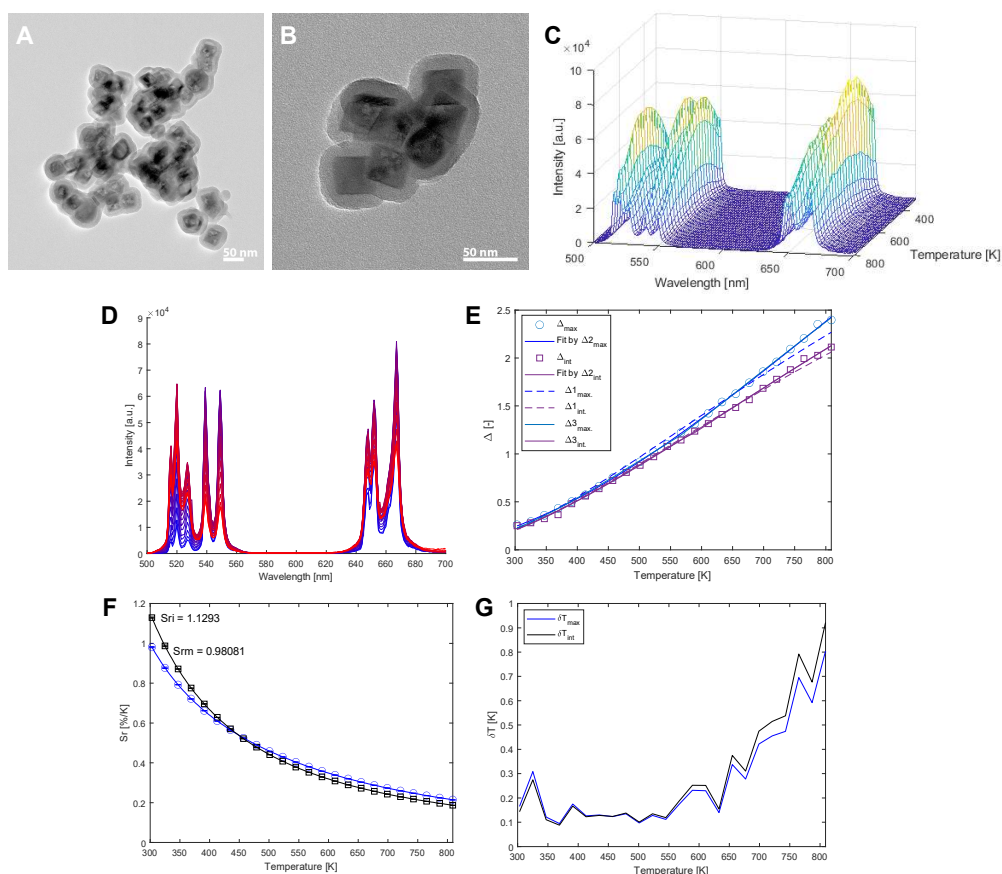 A
50 nm
B
50 nm
C
×10⁴
10
8
6
4
2
0
Intensity [a.u.]
500
550
600
650
700
Wavelength [nm]
400
600
800
Temperature [K]
D
×10⁴
9
8
7
6
5
4
3
2
1
0
Intensity [a.u.]
500 520 540 560 580 600 620 640 660 680 700
Wavelength [nm]
E
2.5
2
1.5
1
0.5
0
Δ [-]
Δmax
Fit by Δ2max
Δint
Fit by Δ2int
Δ1max.
Δ1int.
Δ3max.
Δ3int.
300 350 400 450 500 550 600 650 700 750 800
Temperature [K]
F
1.2
1
0.8
0.6
0.4
0.2
0
Sr [%/K]
Sri = 1.1293
Srm = 0.98081
300 350 400 450 500 550 600 650 700 750 800
Temperature [K]
G
1
0.9
0.8
0.7
0.6
0.5
0.4
0.3
0.2
0.1
0
δT [K]
δTmax
δTint
300 350 400 450 500 550 600 650 700 750 800
Temperature [K]